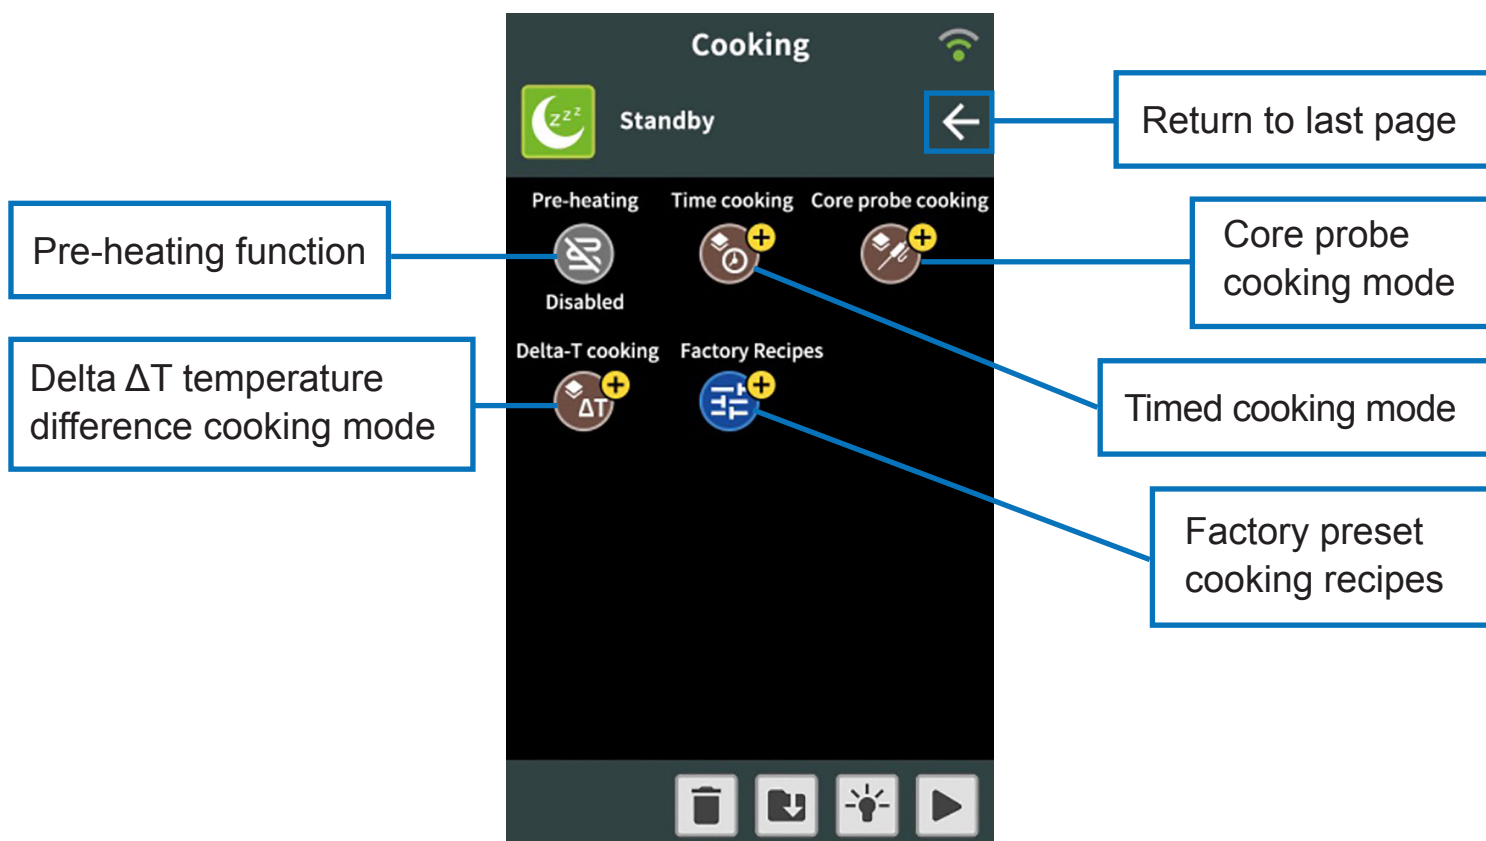 Cooking
zzz
Standby
Return to last page
Pre-heating
Time cooking
Core probe cooking
Disabled
Pre-heating function
Core probe
cooking mode
Delta-T cooking
Factory Recipes
ΔT
Delta ΔT temperature
difference cooking mode
Timed cooking mode
Factory preset
cooking recipes